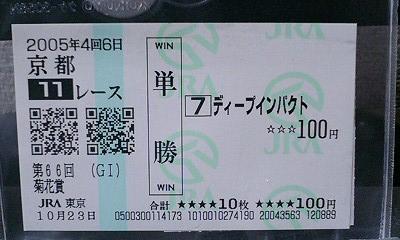 2005年4回6日
京都
11レース
第66回 (GI)
菊花賞
JRA 東京
10月23日
WIN
単勝
WIN
7 ディープインパクト
☆☆☆100円
合計 ★★★★10枚 ★★★★100円
0500300114173 1010010274190 20043563 120889
JRA
JRA
JRA